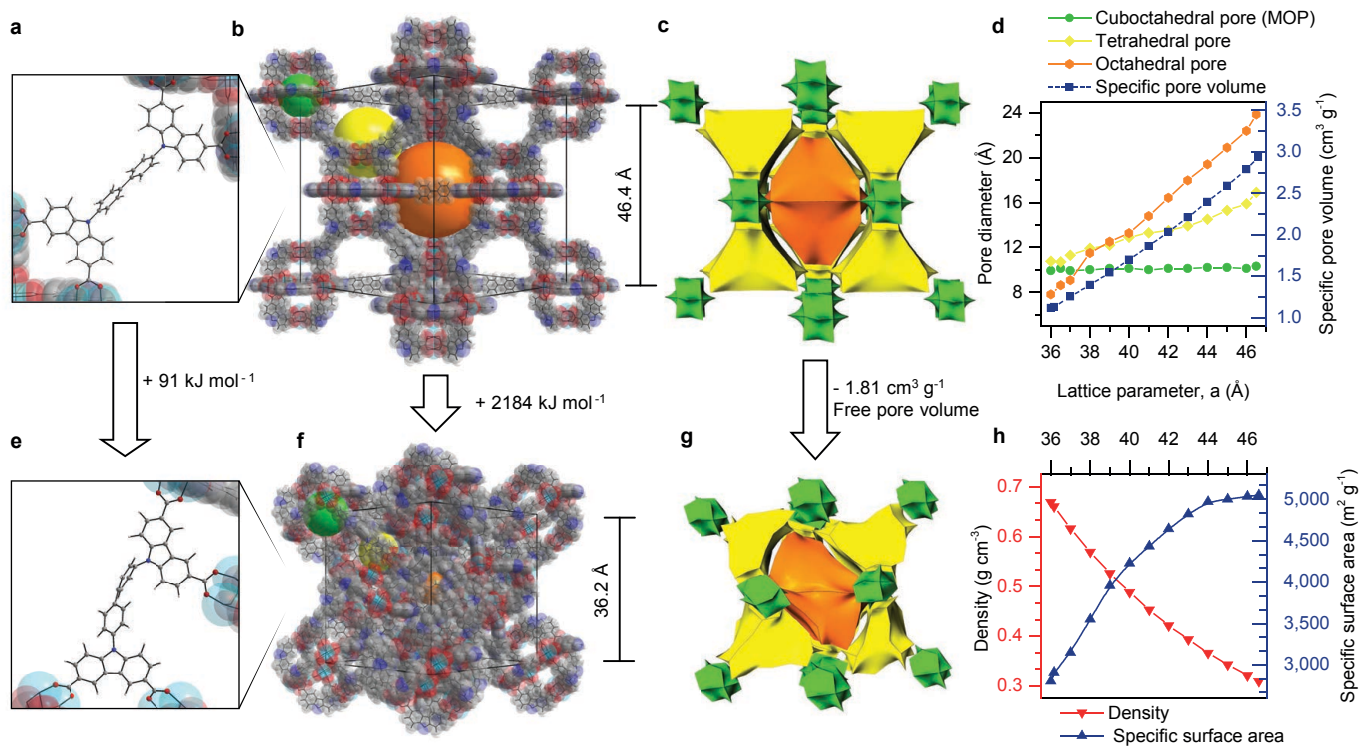 a
b
c
d
Cuboctahedral pore (MOP)
Tetrahedral pore
Octahedral pore
Specific pore volume
46.4 Å
Pore diameter (Å)
24
20
16
12
8
3.5
3.0
2.5
2.0
1.5
1.0
Specific pore volume (cm³ g⁻¹)
36 38 40 42 44 46
Lattice parameter, a (Å)
+ 91 kJ mol⁻¹
+ 2184 kJ mol⁻¹
- 1.81 cm³ g⁻¹
Free pore volume
e
f
g
h
36.2 Å
36 38 40 42 44 46
Density (g cm⁻³)
0.7
0.6
0.5
0.4
0.3
5,000
4,500
4,000
3,500
3,000
Specific surface area (m² g⁻¹)
Density
Specific surface area